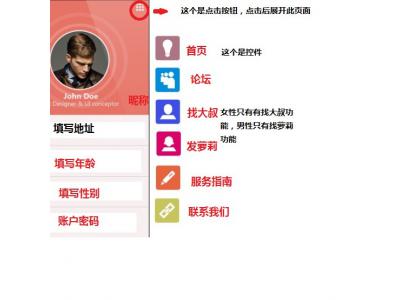 这个是点击按钮，点击后展开此页面
首页
这个是控件
论坛
John Doe
Designer & UI conceptor
昵称
找大叔
女性只有有找大叔功
能，男性只有找萝莉
功能
填写地址
发萝莉
填写年龄
服务指南
填写性别
联系我们
账户密码